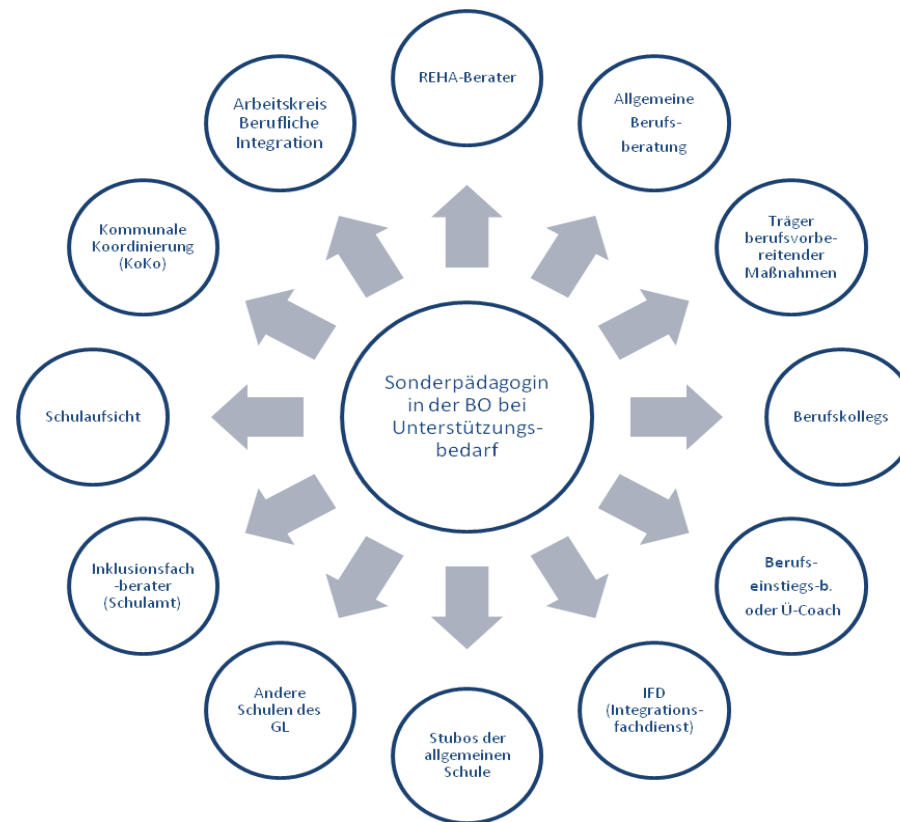 REHA-Berater
Allgemeine
Berufs-
beratung
Träger
berufsvorbe-
reitender
Maßnahmen
Berufskollegs
Berufs-
einstiegs-b.
oder Ü-Coach
IFD
(Integrations-
fachdienst)
Stubos der
allgemeinen
Schule
Andere
Schulen des
GL
Inklusionsfach
-berater
(Schulamt)
Schulaufsicht
Kommunale
Koordinierung
(KoKo)
Arbeitskreis
Berufliche
Integration
Sonderpädagogin
in der BO bei
Unterstützungs-
bedarf